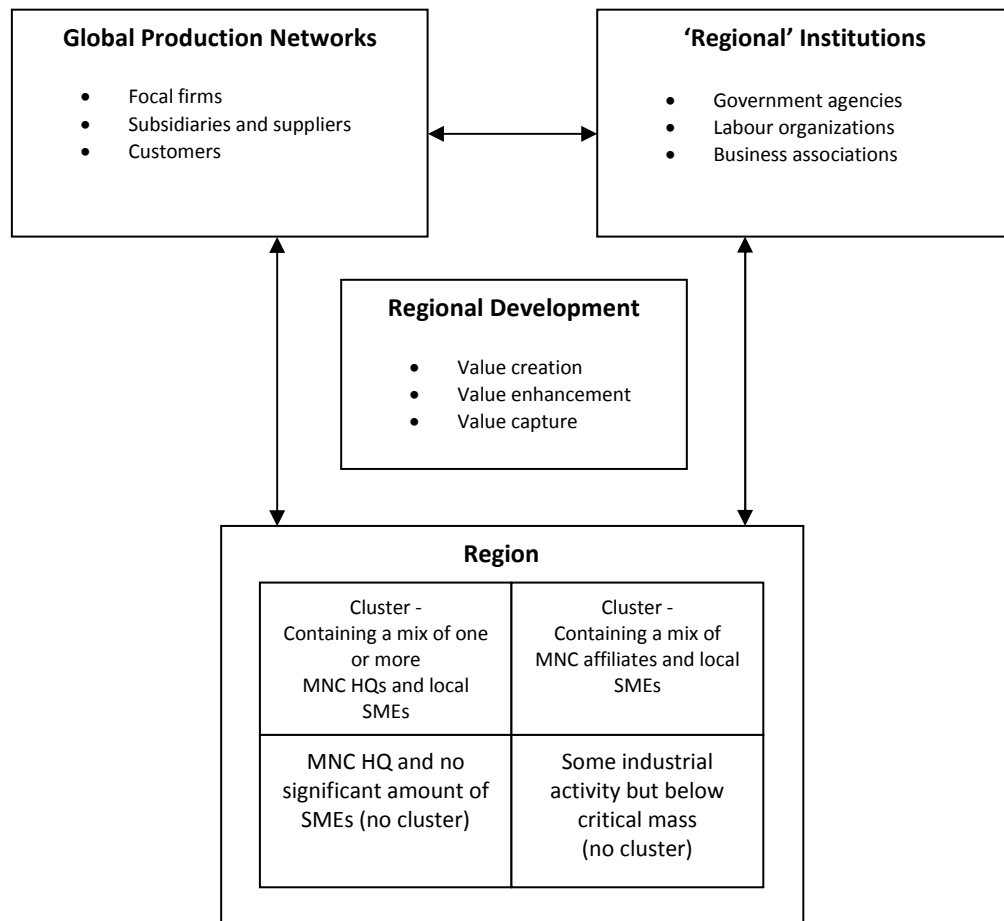 Global Production Networks
• Focal firms
• Subsidiaries and suppliers
• Customers
‘Regional’ Institutions
• Government agencies
• Labour organizations
• Business associations
Regional Development
• Value creation
• Value enhancement
• Value capture
Region
Cluster -
Containing a mix of one
or more
MNC HQs and local
SMEs
Cluster -
Containing a mix of
MNC affiliates and local
SMEs
MNC HQ and no
significant amount of
SMEs (no cluster)
Some industrial
activity but below
critical mass
(no cluster)